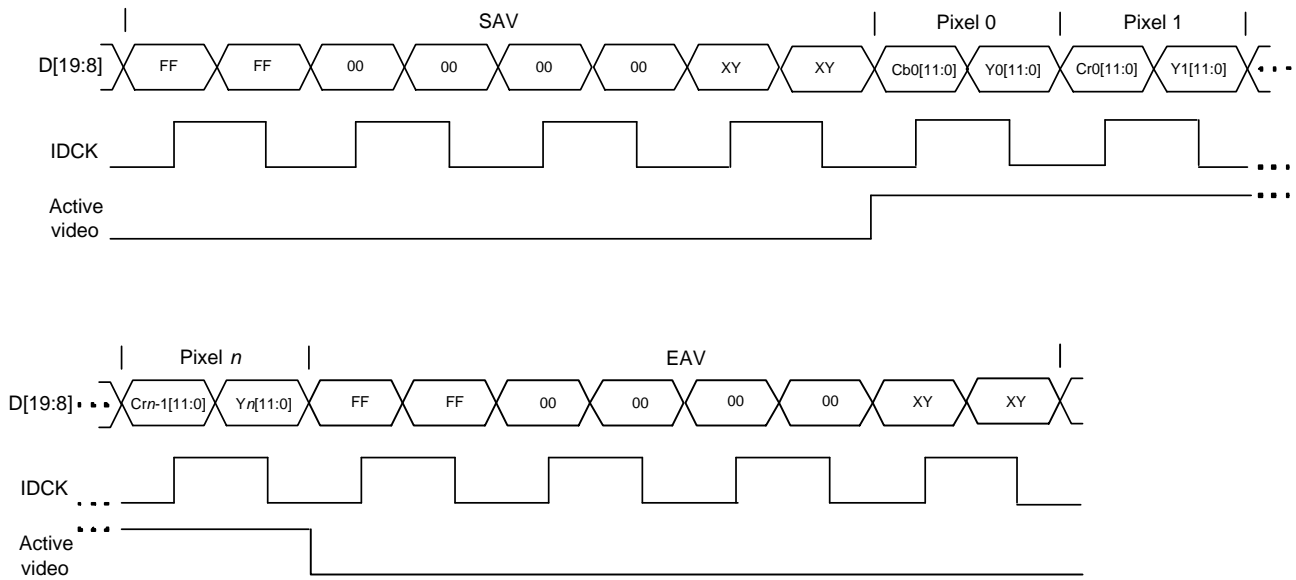 SAV Pixel 0 Pixel 1
D[19:8] FF FF 00 00 00 00 XY XY Cb0[11:0] Y0[11:0] Cr0[11:0] Y1[11:0]
IDCK
Active
video
Pixel n EAV
D[19:8] Crn-1[11:0] Yn[11:0] FF FF 00 00 00 00 XY XY
IDCK
Active
video